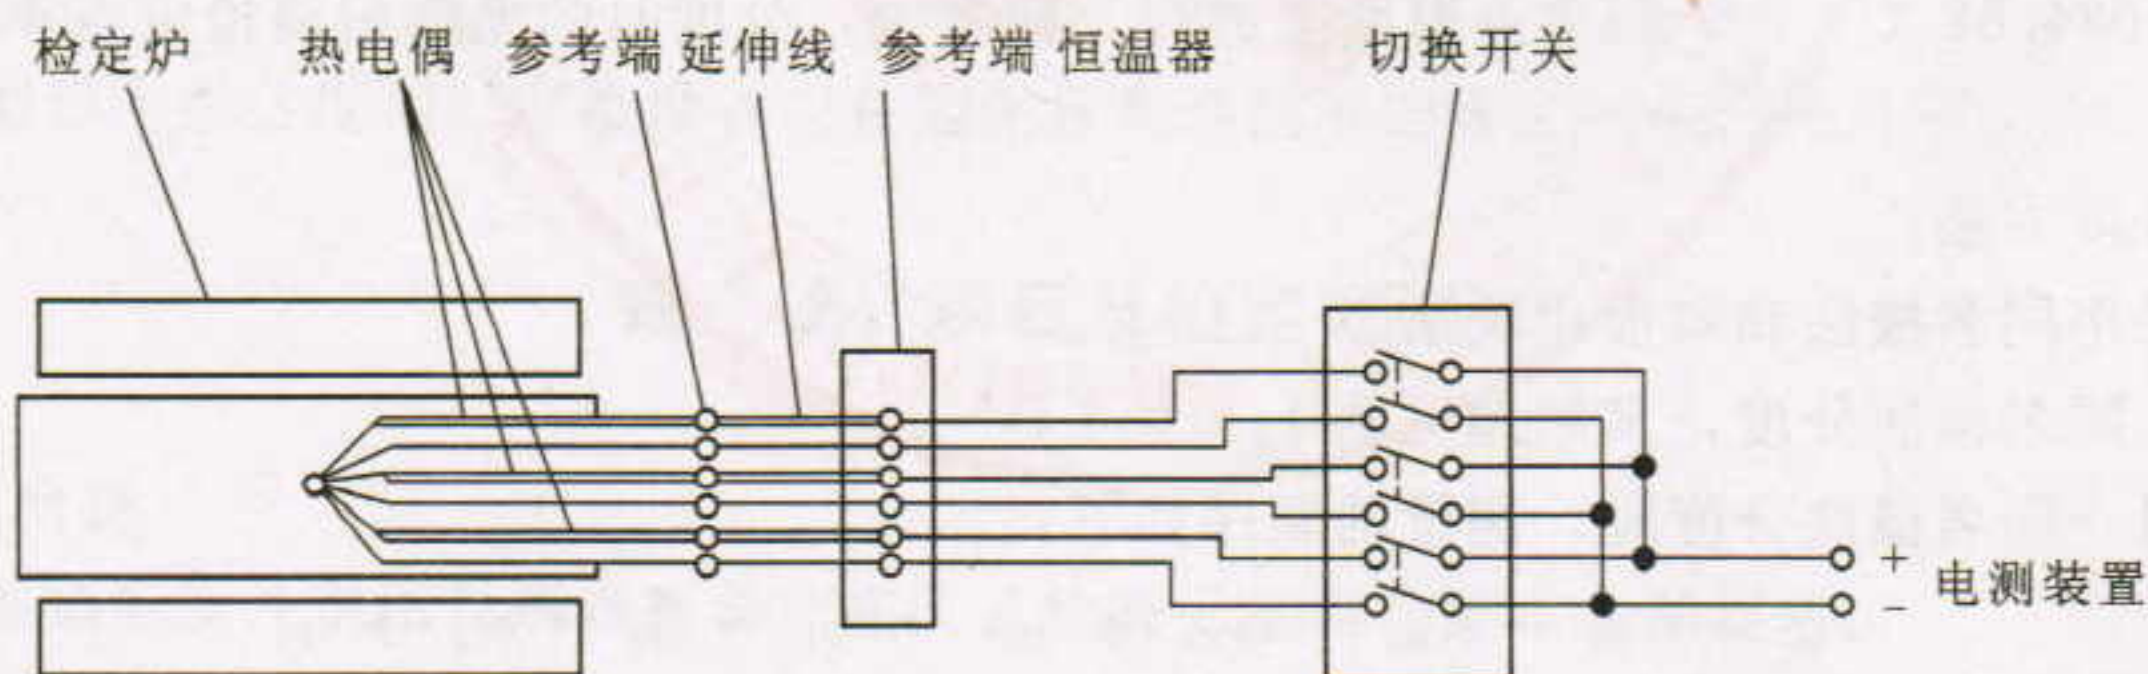 检定炉 热电偶 参考端 延伸线 参考端 恒温器 切换开关
+
- 电测装置